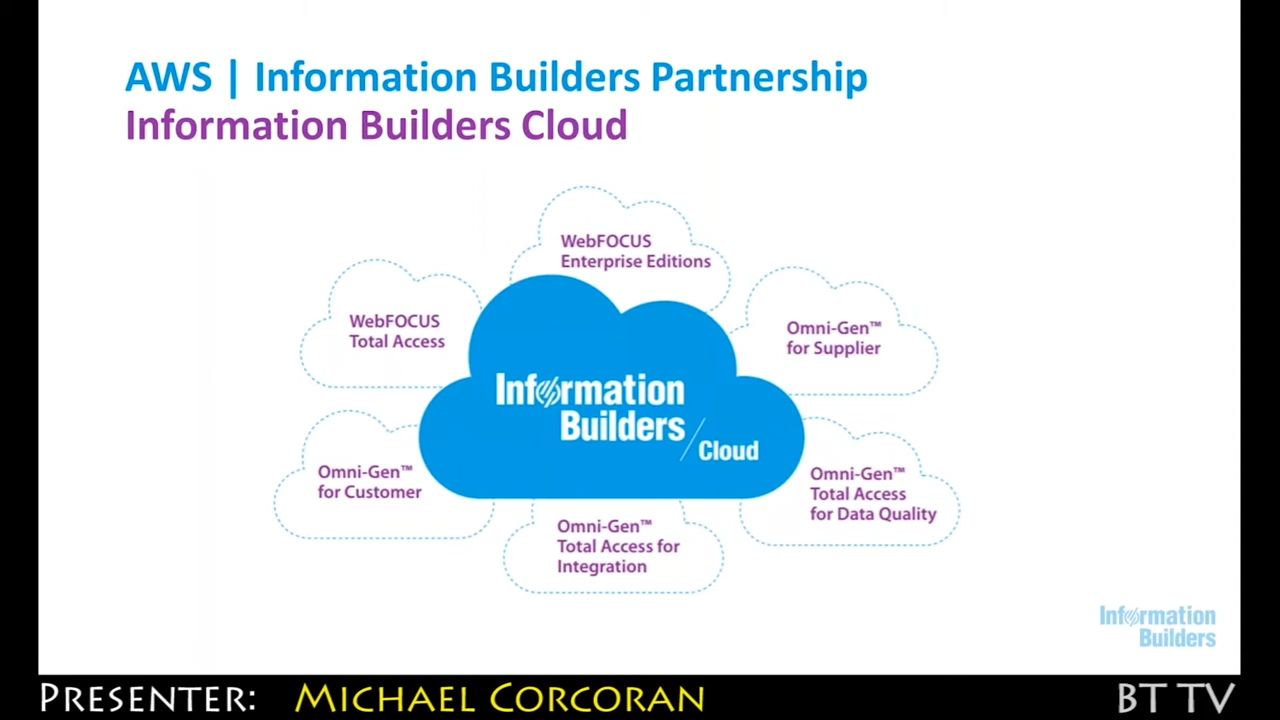 AWS | Information Builders Partnership
Information Builders Cloud
WebFOCUS
Enterprise Editions
WebFOCUS
Total Access
Omni-Gen™
for Supplier
Information
Builders
/Cloud
Omni-Gen™
for Customer
Omni-Gen™
Total Access
for Data Quality
Omni-Gen™
Total Access for
Integration
Information
Builders
PRESENTER: MICHAEL CORCORAN
BT TV